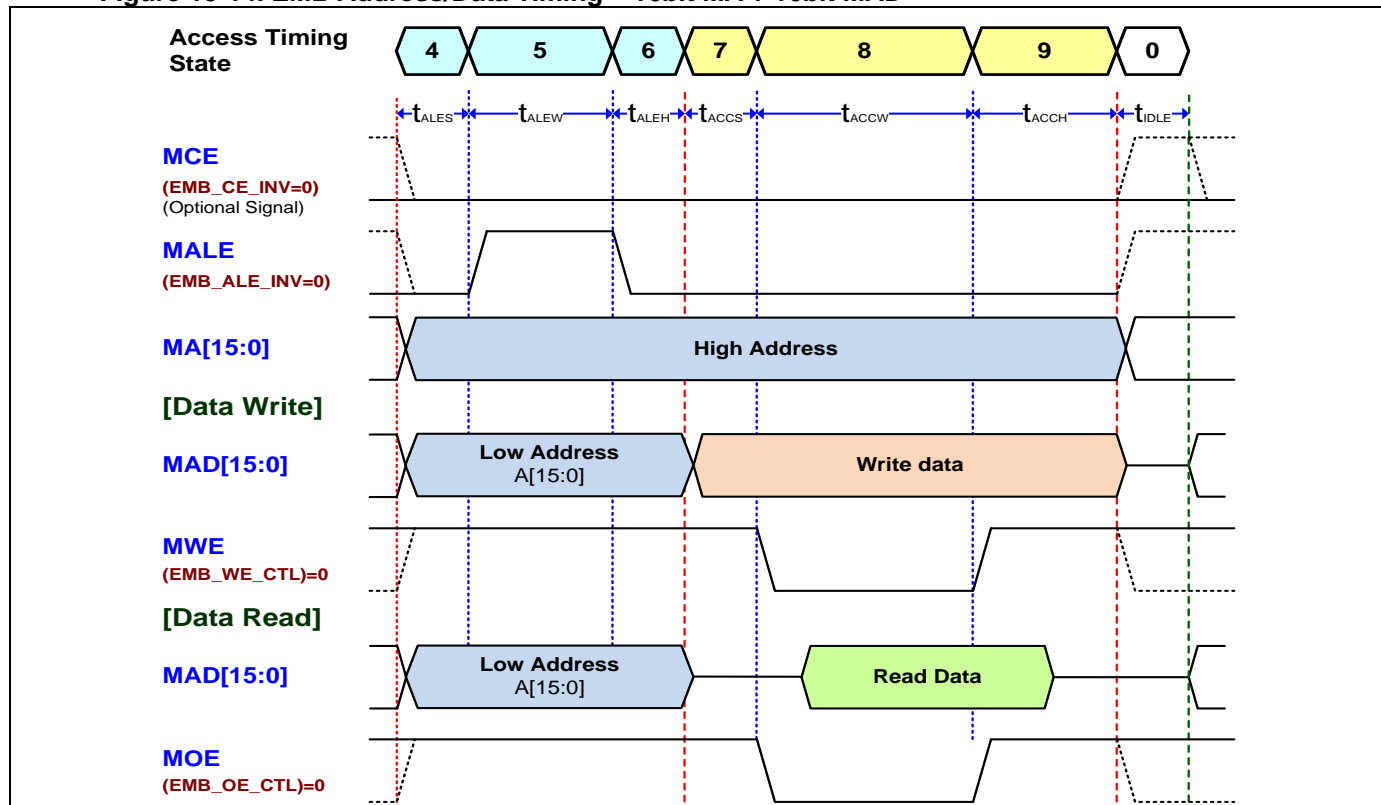 Access Timing
State
4 5 6 7 8 9 0
tALES tALEW tALEH tACCS tACCW tACCH tIDLE
MCE
(EMB_CE_INV=0)
(Optional Signal)
MALE
(EMB_ALE_INV=0)
MA[15:0]
High Address
[Data Write]
MAD[15:0]
Low Address
A[15:0]
Write data
MWE
(EMB_WE_CTL)=0
[Data Read]
MAD[15:0]
Low Address
A[15:0]
Read Data
MOE
(EMB_OE_CTL)=0